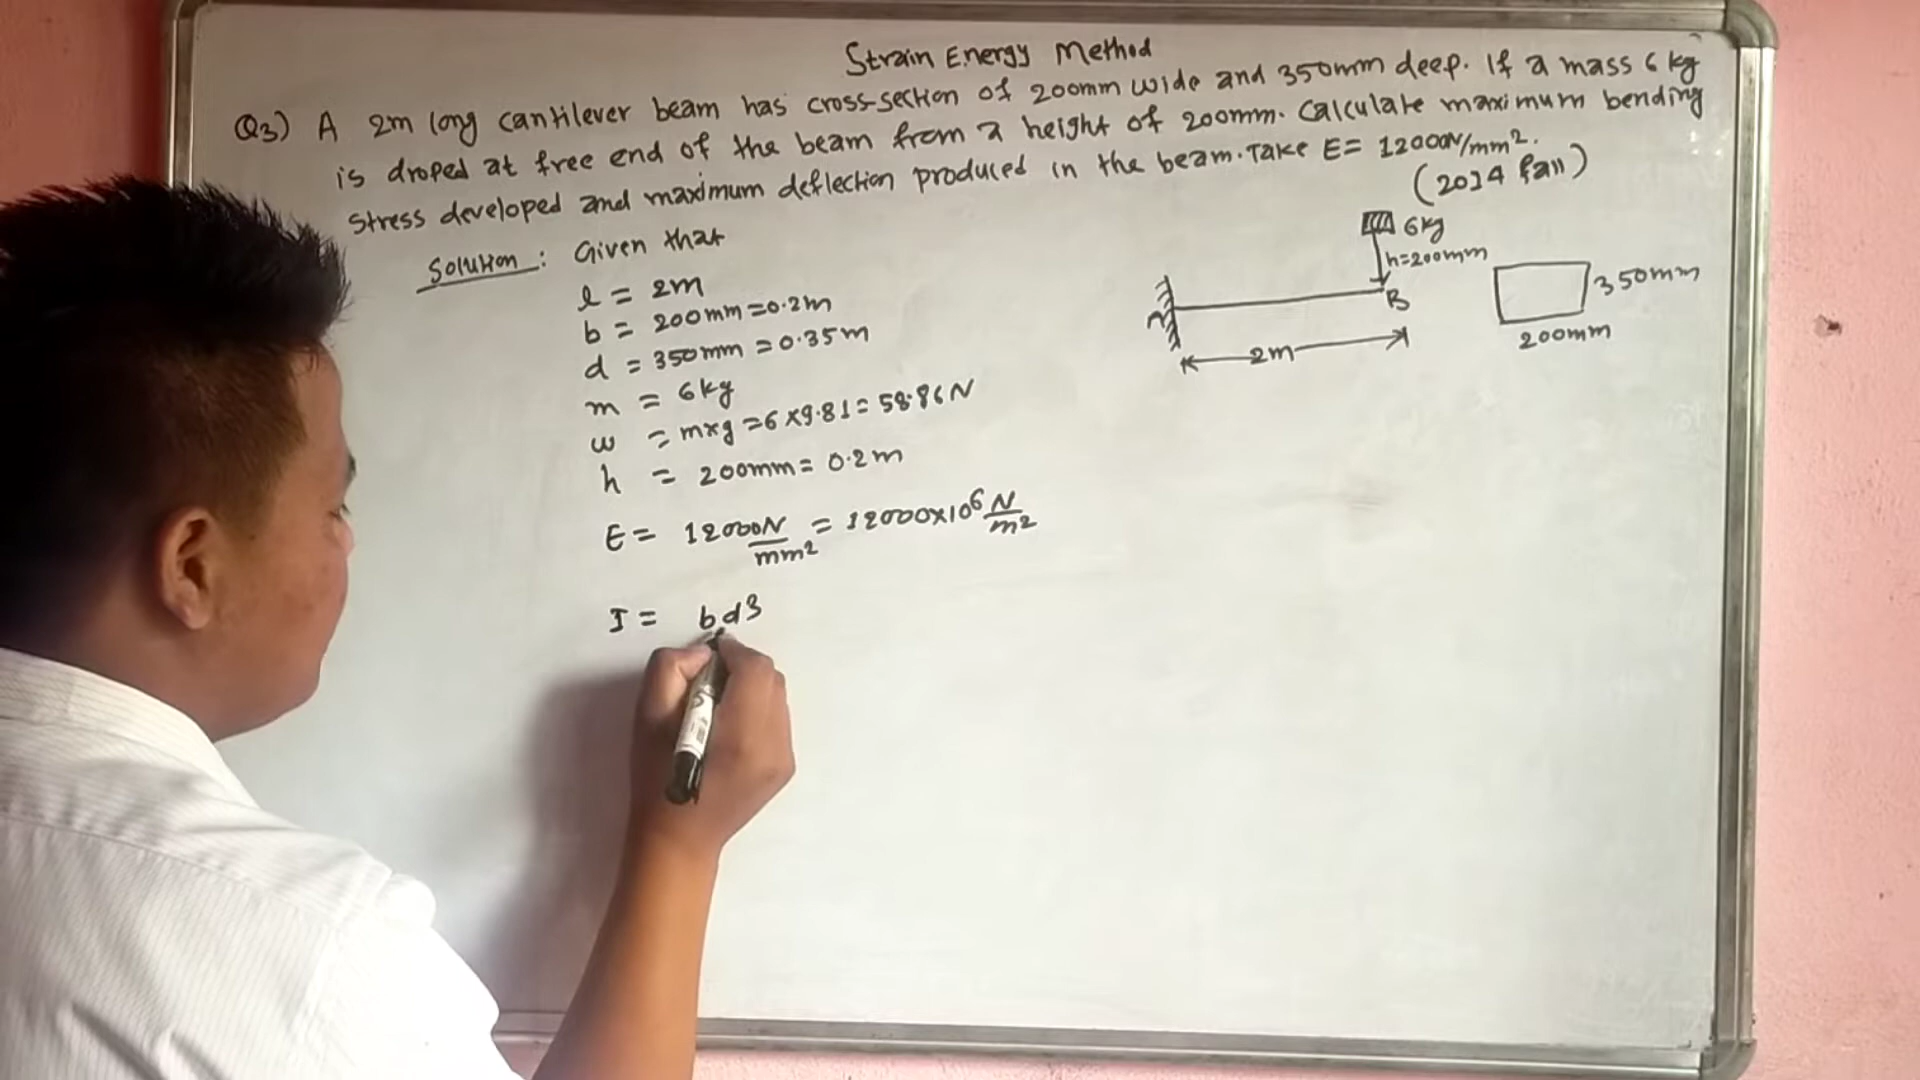 Strain Energy Method
Q3) A 2m long cantilever beam has cross-section of 200mm wide and 350mm deep. If a mass 6 kg
is droped at free end of the beam from a height of 200mm. Calculate maximum bending
stress developed and maximum deflection produced in the beam. Take E = 12000N/mm².
(2014 fall)
Solution: Given that
l = 2m
b = 200mm = 0.2m
d = 350mm = 0.35m
m = 6kg
w = m×g = 6×9.81 = 58.86N
h = 200mm = 0.2m
E = 12000N/mm² = 12000×10⁶ N/m²
I = bd3
6kg
h=200mm
B
2m
350mm
200mm